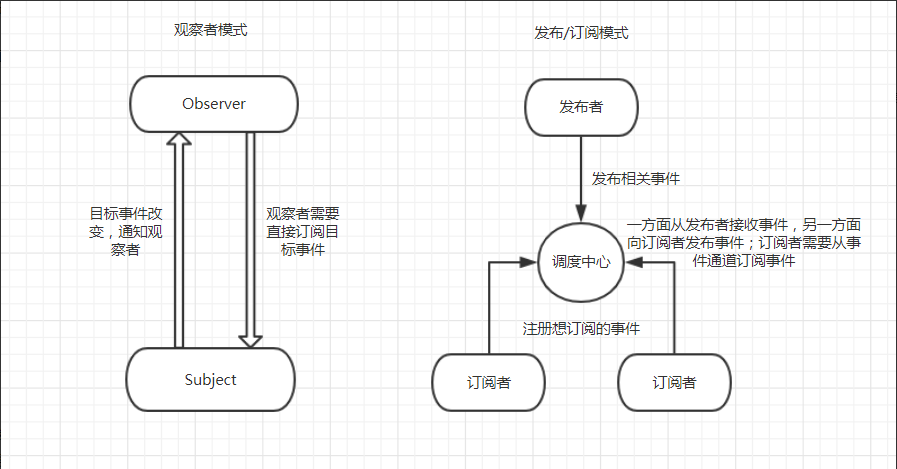 观察者模式
Observer
目标事件改
变，通知观
察者
观察者需要
直接订阅目
标事件
Subject
发布/订阅模式
发布者
发布相关事件
一方面从发布者接收事件，另一方面
向订阅者发布事件；订阅者需要从事
件通道订阅事件
调度中心
注册想订阅的事件
订阅者
订阅者